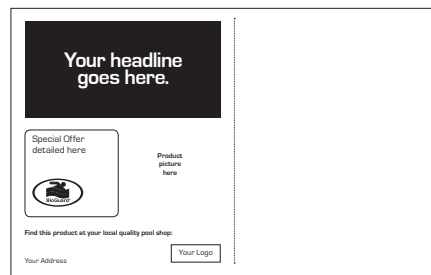 Your headline
goes here.
Special Offer
detailed here
BioGuard
Product
picture
here
Find this product at your local quality pool shop:
Your Address
Your Logo